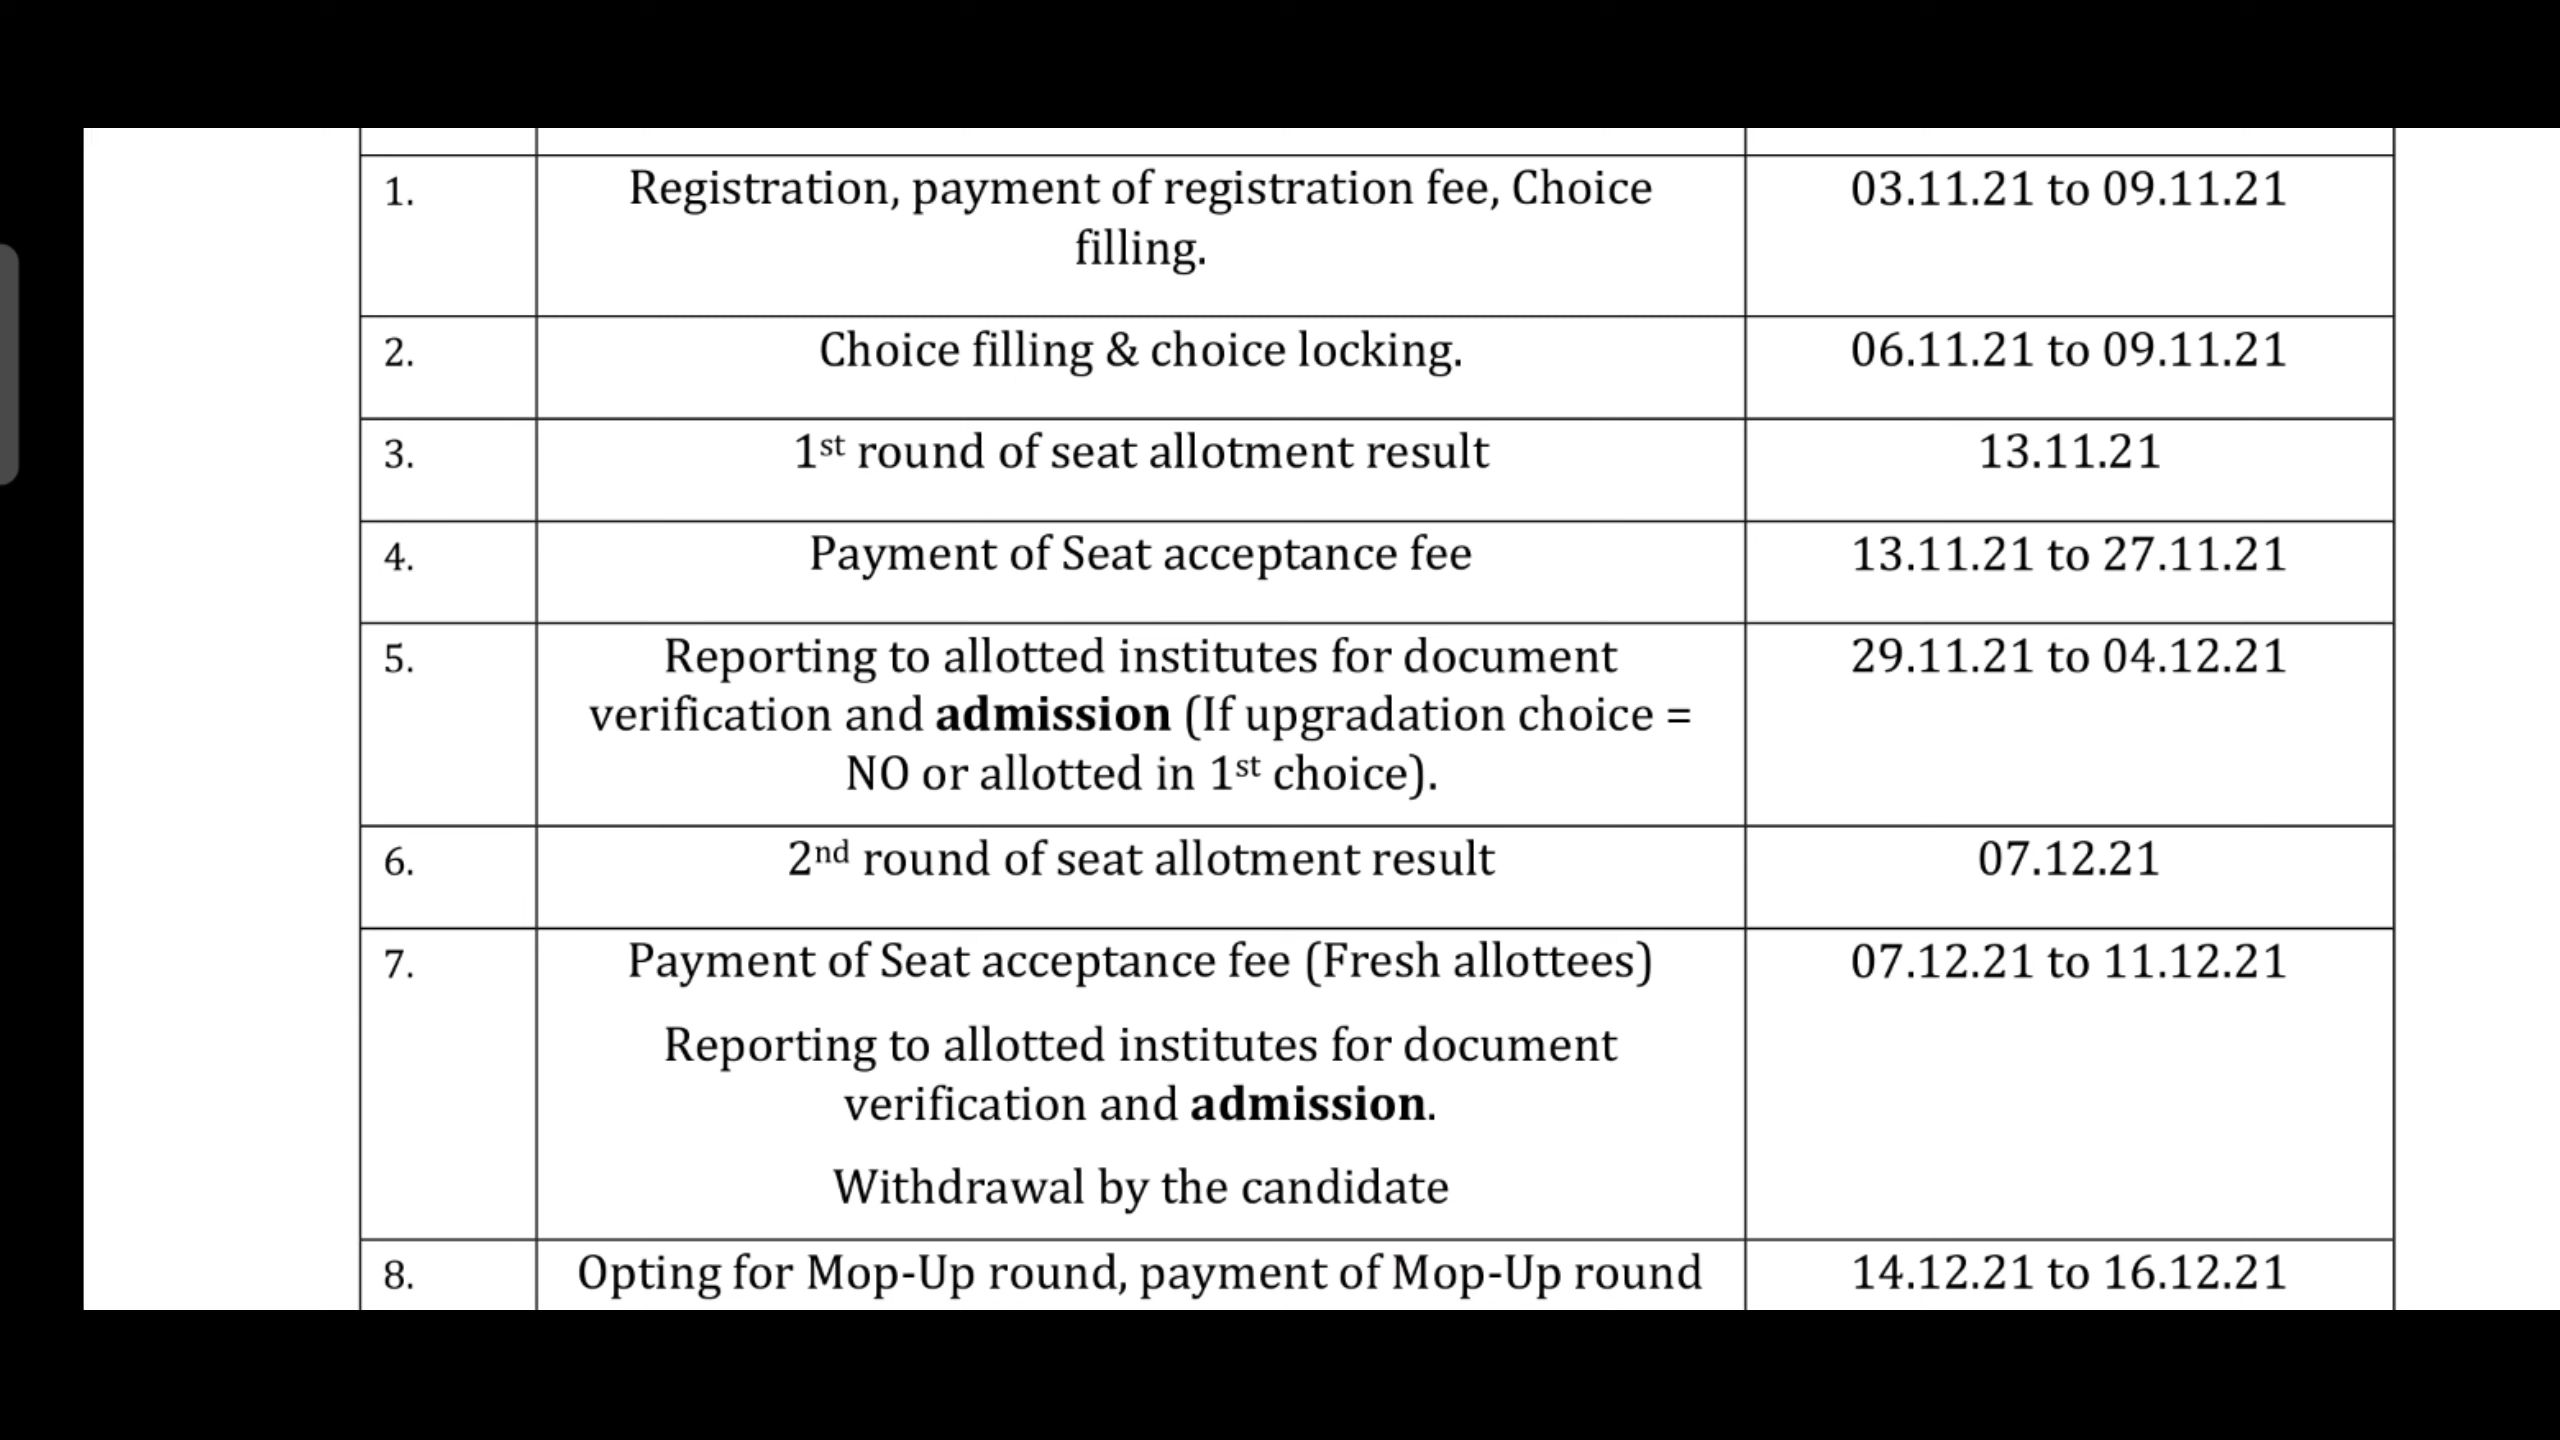 1. Registration, payment of registration fee, Choice 03.11.21 to 09.11.21
filling.
2. Choice filling & choice locking. 06.11.21 to 09.11.21
3. 1st round of seat allotment result 13.11.21
4. Payment of Seat acceptance fee 13.11.21 to 27.11.21
5. Reporting to allotted institutes for document 29.11.21 to 04.12.21
verification and admission (If upgradation choice =
NO or allotted in 1st choice).
6. 2nd round of seat allotment result 07.12.21
7. Payment of Seat acceptance fee (Fresh allottees) 07.12.21 to 11.12.21
Reporting to allotted institutes for document
verification and admission.
Withdrawal by the candidate
8. Opting for Mop-Up round, payment of Mop-Up round 14.12.21 to 16.12.21